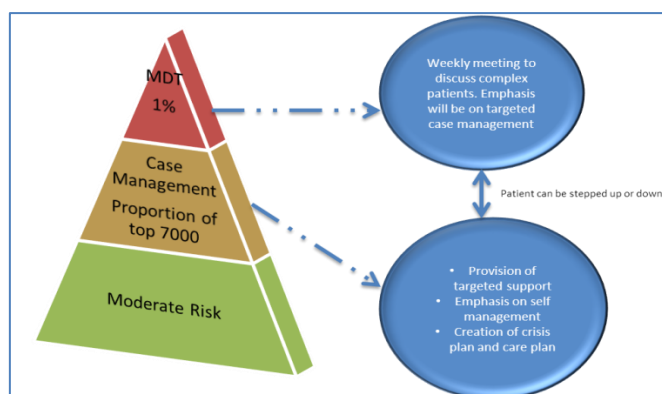 MDT
1%
Case
Management
Proportion of
top 7000
Moderate Risk
Weekly meeting to
discuss complex
patients. Emphasis
will be on targeted
case management
Patient can be stepped up or down
• Provision of
targeted support
• Emphasis on self
management
• Creation of crisis
plan and care plan